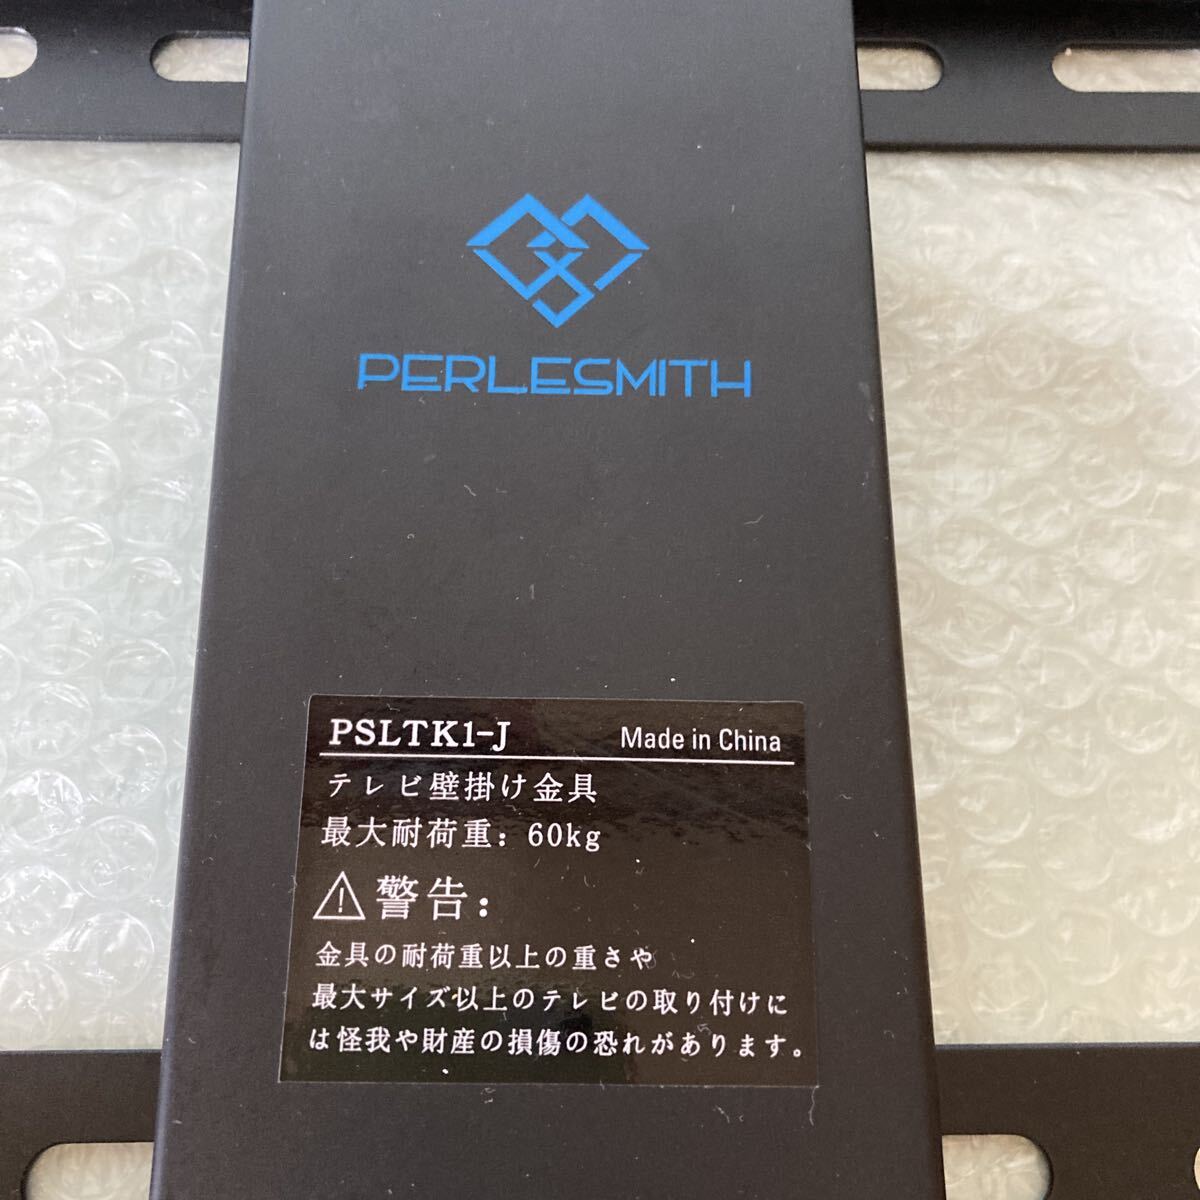 PERLESMITH
PSLTK1-J Made in China
テレビ壁掛け金具
最大耐荷重: 60kg
警告:
金具の耐荷重以上の重さや
最大サイズ以上のテレビの取り付けに
は怪我や財産の損傷の恐れがあります。